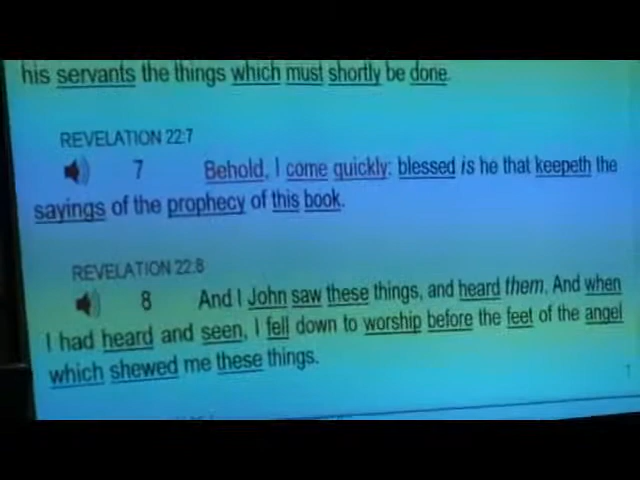 his servants the things which must shortly be done.
REVELATION 22:7
7 Behold, I come quickly: blessed is he that keepeth the
sayings of the prophecy of this book.
REVELATION 22:8
8 And I John saw these things, and heard them. And when
I had heard and seen, I fell down to worship before the feet of the angel
which shewed me these things.
1